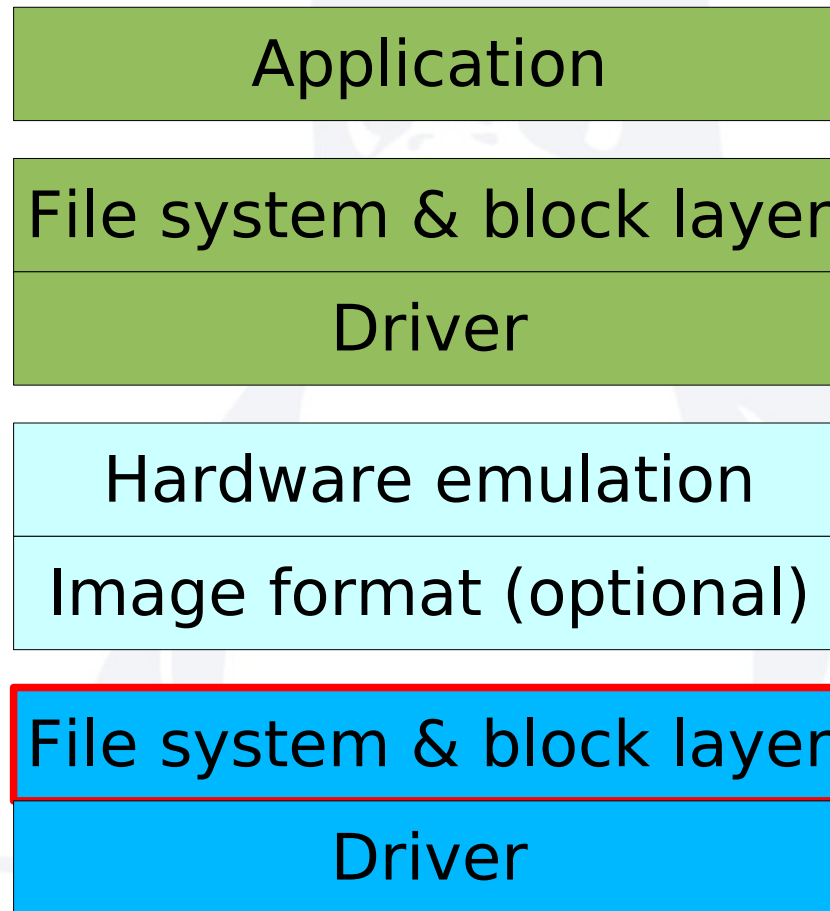 Application
File system & block layer
Driver
Hardware emulation
Image format (optional)
File system & block layer
Driver